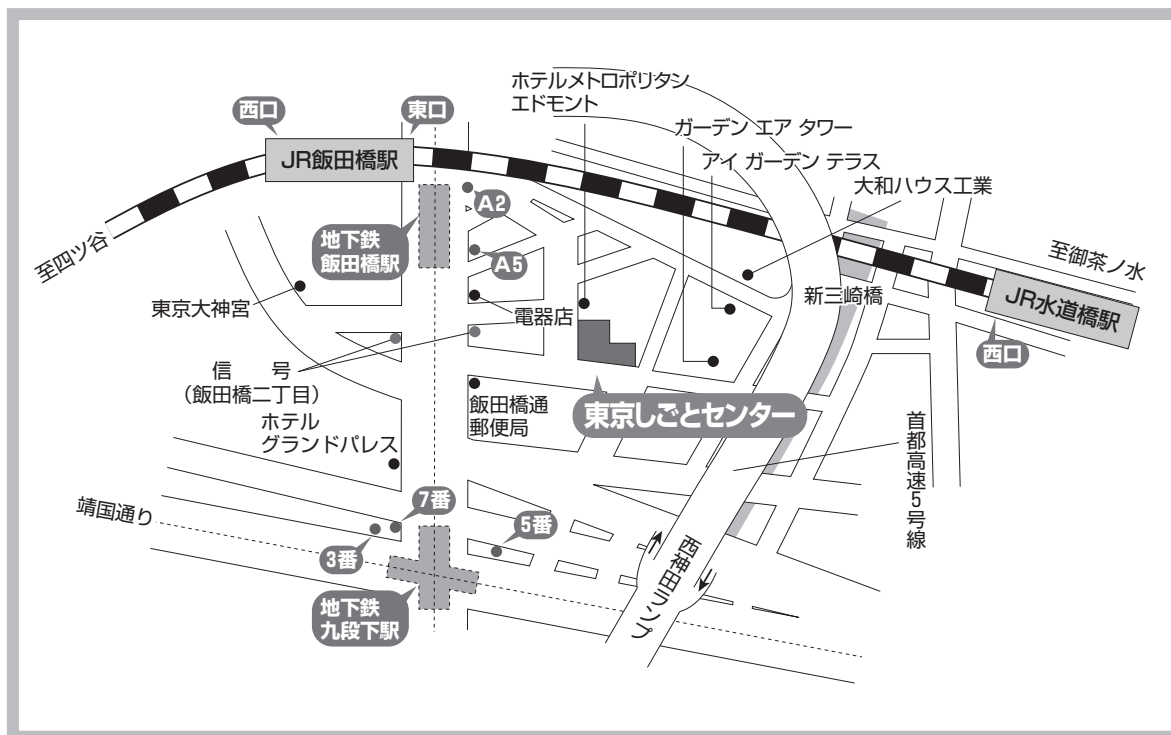 ホテルメトロポリタン
エドモント
西口
東口
ガーデン エア タワー
JR飯田橋駅
アイ ガーデン テラス
大和ハウス工業
A2
至四ツ谷
地下鉄
飯田橋駅
A5
至御茶ノ水
東京大神宮
電器店
新三崎橋
JR水道橋駅
西口
信　号
（飯田橋二丁目）
飯田橋通
郵便局
東京しごとセンター
ホテル
グランドパレス
首都高速5号線
靖国通り
7番
5番
3番
西神田ランプ
地下鉄
九段下駅